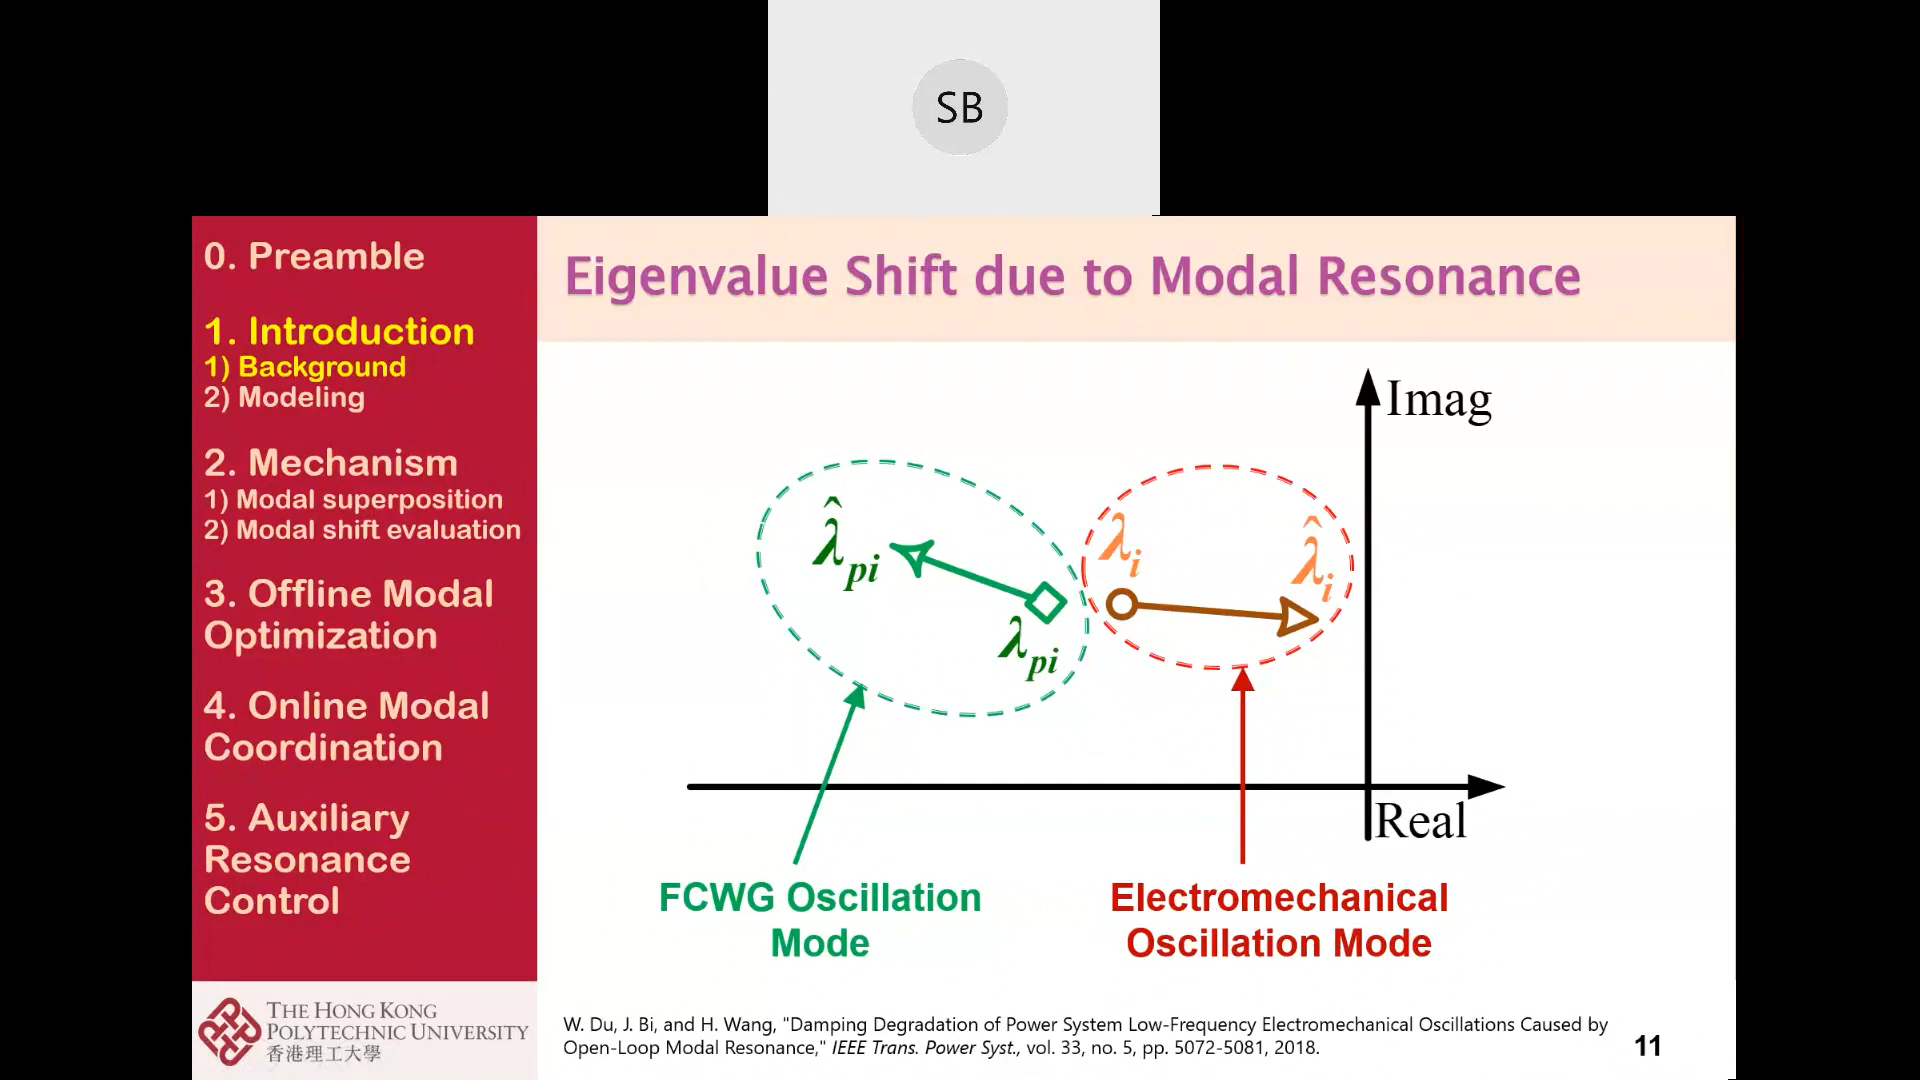 SB
0. Preamble
1. Introduction
1) Background
2) Modeling
2. Mechanism
1) Modal superposition
2) Modal shift evaluation
3. Offline Modal
Optimization
4. Online Modal
Coordination
5. Auxiliary
Resonance
Control
THE HONG KONG
POLYTECHNIC UNIVERSITY
香港理工大學
Eigenvalue Shift due to Modal Resonance
Imag
λ̂pi
λpi
λi
λ̂i
Real
FCWG Oscillation
Mode
Electromechanical
Oscillation Mode
W. Du, J. Bi, and H. Wang, "Damping Degradation of Power System Low-Frequency Electromechanical Oscillations Caused by
Open-Loop Modal Resonance," IEEE Trans. Power Syst., vol. 33, no. 5, pp. 5072-5081, 2018.
11